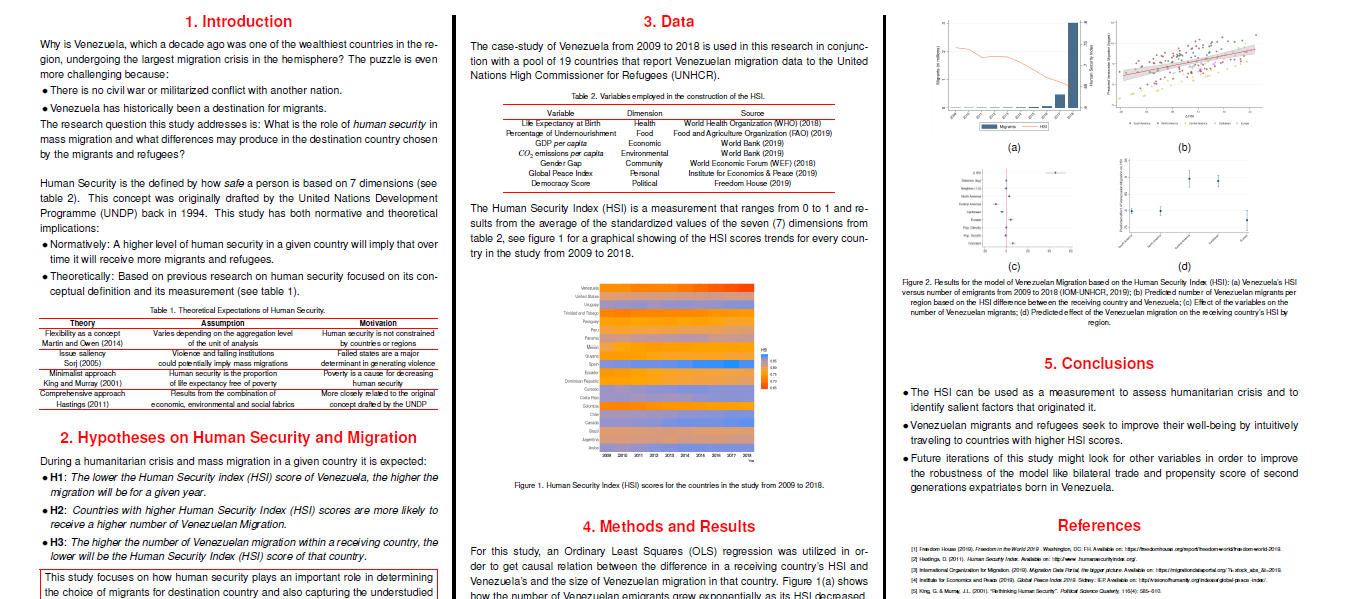 1. Introduction
Why is Venezuela, which a decade ago was one of the wealthiest countries in the re-
gion, undergoing the largest migration crisis in the hemisphere? The puzzle is even
more challenging because:
• There is no civil war or militarized conflict with another nation.
• Venezuela has historically been a destination for migrants.
The research question this study addresses is: What is the role of human security in
mass migration and what differences may produce in the destination country chosen
by the migrants and refugees?
Human Security is the defined by how safe a person is based on 7 dimensions (see
table 2). This concept was originally drafted by the United Nations Development
Programme (UNDP) back in 1994. This study has both normative and theoretical
implications:
• Normatively: A higher level of human security in a given country will imply that over
time it will receive more migrants and refugees.
• Theoretically: Based on previous research on human security focused on its con-
ceptual definition and its measurement (see table 1).
Table 1. Theoretical Expectations of Human Security.
Theory Assumption Motivation
Flexibility as a concept Varies depending on the aggregation level Human security is not constrained
Martin and Owen (2014) of the unit of analysis by countries or regions
Issue saliency Violence and failing institutions Failed states are a major
Sorj (2005) could potentially imply mass migrations determinant in generating violence
Minimalist approach Human security is the proportion Poverty is a cause for decreasing
King and Murray (2001) of life expectancy free of poverty human security
Comprehensive approach Results from the combination of More closely related to the original
Hastings (2011) economic, environmental and social fabrics concept drafted by the UNDP
2. Hypotheses on Human Security and Migration
During a humanitarian crisis and mass migration in a given country it is expected:
• H1: The lower the Human Security index (HSI) score of Venezuela, the higher the
migration will be for a given year.
• H2: Countries with higher Human Security Index (HSI) scores are more likely to
receive a higher number of Venezuelan Migration.
• H3: The higher the number of Venezuelan migration within a receiving country, the
lower will be the Human Security Index (HSI) score of that country.
This study focuses on how human security plays an important role in determining
the choice of migrants for destination country and also capturing the understudied
3. Data
The case-study of Venezuela from 2009 to 2018 is used in this research in conjunc-
tion with a pool of 19 countries that report Venezuelan migration data to the United
Nations High Commissioner for Refugees (UNHCR).
Table 2. Variables employed in the construction of the HSI.
Variable Dimension Source
Life Expectancy at Birth Health World Health Organization (WHO) (2018)
Percentage of Undernourishment Food Food and Agriculture Organization (FAO) (2019)
GDP per capita Economic World Bank (2019)
CO2 emissions per capita Environmental World Bank (2019)
Gender Gap Community World Economic Forum (WEF) (2018)
Global Peace Index Personal Institute for Economics & Peace (2019)
Democracy Score Political Freedom House (2019)
The Human Security Index (HSI) is a measurement that ranges from 0 to 1 and re-
sults from the average of the standardized values of the seven (7) dimensions from
table 2, see figure 1 for a graphical showing of the HSI scores trends for every coun-
try in the study from 2009 to 2018.
Venezuela
United States
Uruguay
Trinidad and Tobago
Paraguay
Peru
Panama
Mexico
Guyana
Spain
Ecuador
Dominican Republic
Curacao
Costa Rica
Colombia
Chile
Canada
Brazil
Argentina
Aruba
2009 2010 2011 2012 2013 2014 2015 2016 2017 2018
Year
HSI
0.85
0.80
0.75
0.70
0.65
Figure 1. Human Security Index (HSI) scores for the countries in the study from 2009 to 2018.
4. Methods and Results
For this study, an Ordinary Least Squares (OLS) regression was utilized in or-
der to get causal relation between the difference in a receiving country's HSI and
Venezuela's and the size of Venezuelan migration in that country. Figure 1(a) shows
how the number of Venezuelan emigrants grew exponentially as its HSI decreased.
Migrants (in millions)
Human Security Index
Migrants HSI
(a)
(b)
(c)
(d)
Figure 2. Results for the model of Venezuelan Migration based on the Human Security Index (HSI): (a) Venezuela's HSI
versus number of emigrants from 2009 to 2018 (IOM-UNHCR, 2019); (b) Predicted number of Venezuelan migrants per
region based on the HSI difference between the receiving country and Venezuela; (c) Effect of the variables on the
number of Venezuelan migrants; (d) Predicted effect of the Venezuelan migration on the receiving country's HSI by
region.
5. Conclusions
• The HSI can be used as a measurement to assess humanitarian crisis and to
identify salient factors that originated it.
• Venezuelan migrants and refugees seek to improve their well-being by intuitively
traveling to countries with higher HSI scores.
• Future iterations of this study might look for other variables in order to improve
the robustness of the model like bilateral trade and propensity score of second
generations expatriates born in Venezuela.
References
[1] Freedom House (2019). Freedom in the World 2019. Washington, DC: FH. Available on: https://freedomhouse.org/report/freedom-world/freedom-world-2019.
[2] Hastings, D. (2011). Human Security Index. Available on: http://www.humansecurityindex.org/.
[3] International Organization for Migration. (2019). Migration Data Portal, the bigger picture. Available on: https://migrationdataportal.org/?i=stock_abs_&t=2019.
[4] Institute for Economics and Peace (2019). Global Peace Index 2019. Sidney: IEP. Available on: http://visionofhumanity.org/indexes/global-peace-index/.
[5] King, G. & Murray, J.L. (2001). "Rethinking Human Security". Political Science Quarterly, 116(4): 585–610.